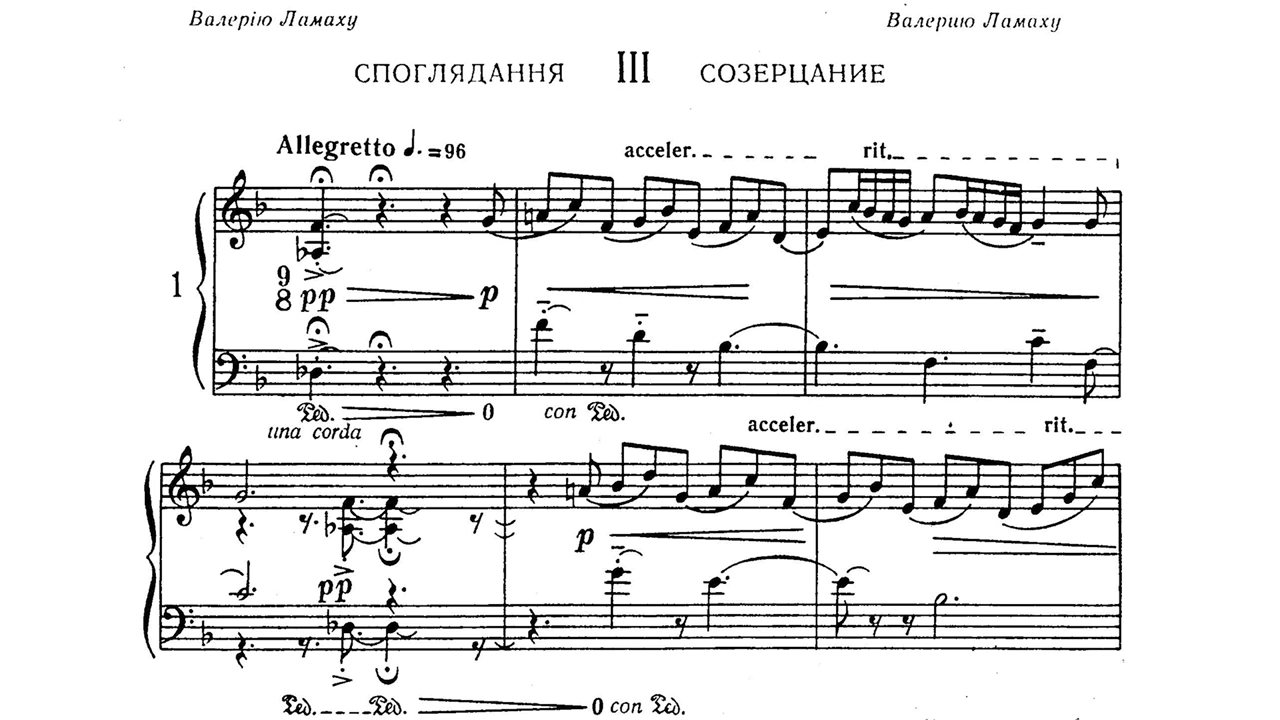 Валерію Ламаху Валерию Ламаху
СПОГЛЯДАННЯ III СОЗЕРЦАНИЕ
Allegretto ♩. = 96 acceler. rit.
1
9
8
pp p
Ped. 0 con Ped.
una corda acceler. rit.
p
pp
Ped. Ped. 0 con Ped.